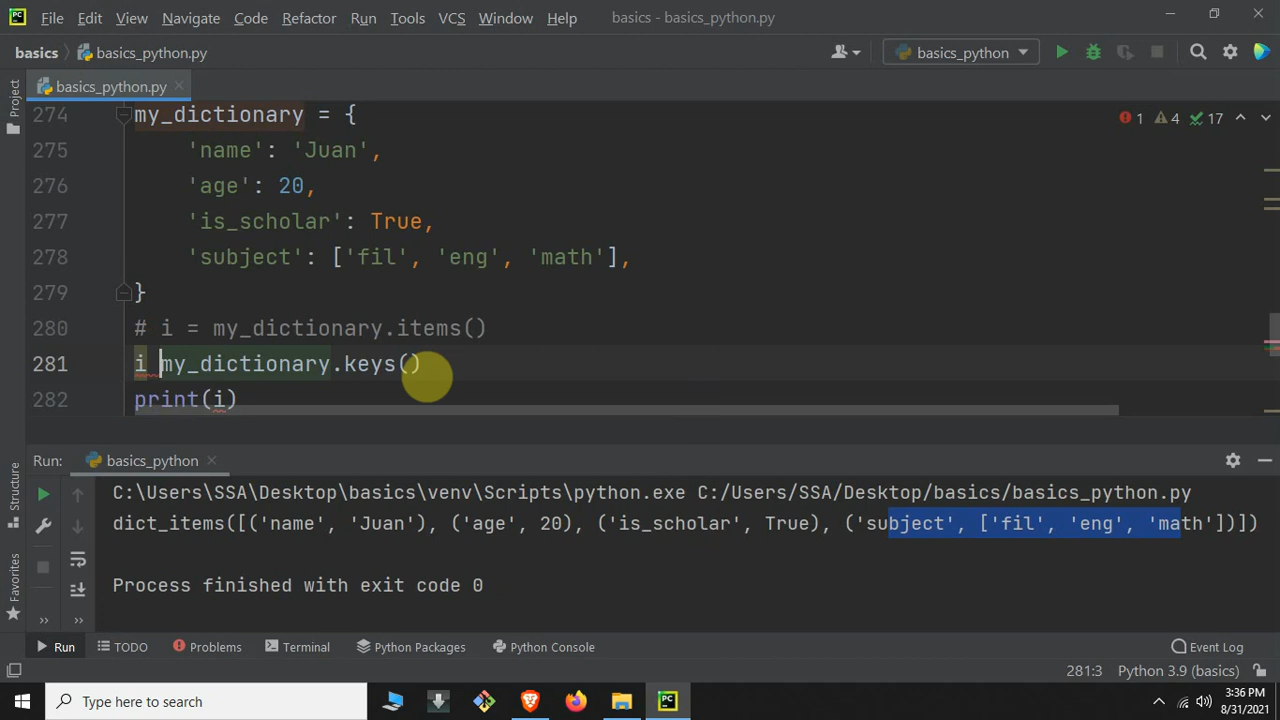 PC File Edit View Navigate Code Refactor Run Tools VCS Window Help basics - basics_python.py
basics basics_python.py basics_python
basics_python.py
Project
274 my_dictionary = {
1 4 17
275 'name': 'Juan',
276 'age': 20,
277 'is_scholar': True,
278 'subject': ['fil', 'eng', 'math'],
279 }
280 # i = my_dictionary.items()
281 i my_dictionary.keys()
282 print(i)
Run: basics_python
C:\Users\SSA\Desktop\basics\venv\Scripts\python.exe C:/Users/SSA/Desktop/basics/basics_python.py
dict_items([('name', 'Juan'), ('age', 20), ('is_scholar', True), ('subject', ['fil', 'eng', 'math'])])
Process finished with exit code 0
Structure
Favorites
Run TODO Problems Terminal Python Packages Python Console Event Log
281:3 Python 3.9 (basics)
Type here to search
3:36 PM
8/31/2021